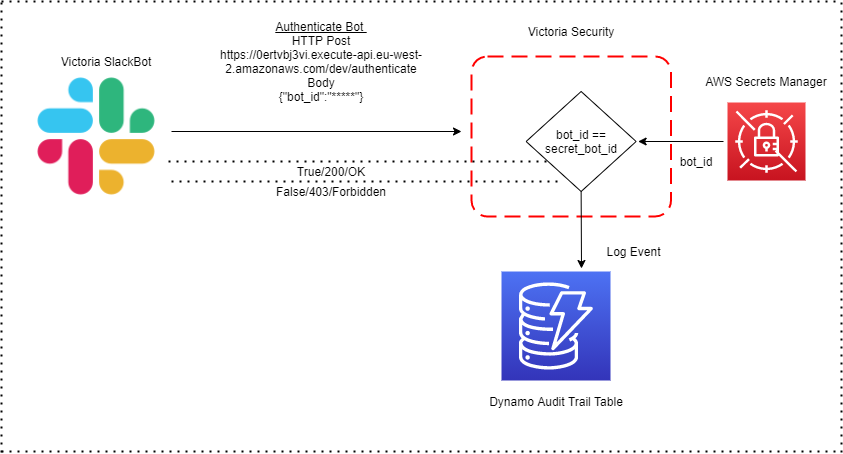 Authenticate Bot
HTTP Post
https://0ertvbj3vi.execute-api.eu-west-
2.amazonaws.com/dev/authenticate
Body
{"bot_id":"*****"}
Victoria Security
Victoria SlackBot
AWS Secrets Manager
bot_id ==
secret_bot_id
bot_id
True/200/OK
False/403/Forbidden
Log Event
Dynamo Audit Trail Table